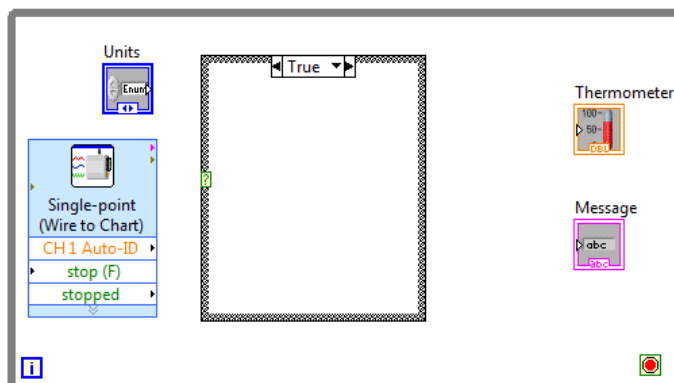 Units
Enum
True
Thermometer
100
50
DBL
?
Single-point
(Wire to Chart)
CH 1 Auto-ID
stop (F)
stopped
Message
abc
abc
i